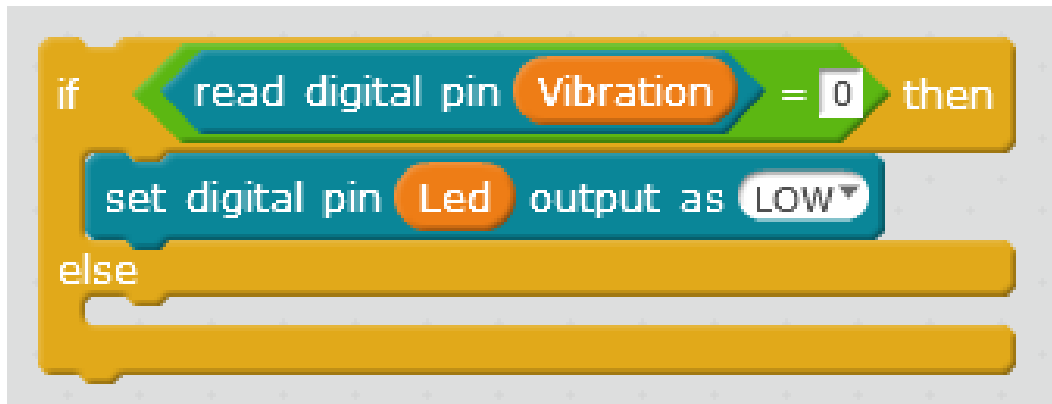 if read digital pin Vibration = 0 then
set digital pin Led output as LOW
else